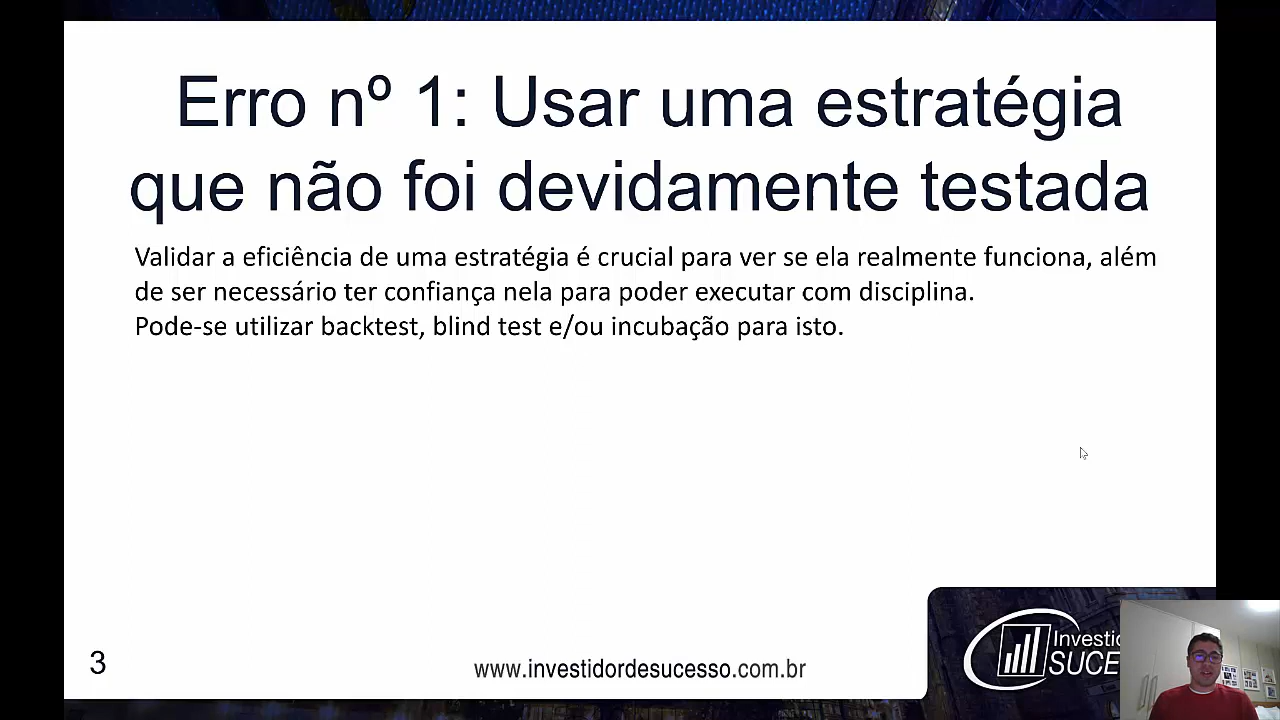 Erro nº 1: Usar uma estratégia
que não foi devidamente testada
Validar a eficiência de uma estratégia é crucial para ver se ela realmente funciona, além
de ser necessário ter confiança nela para poder executar com disciplina.
Pode-se utilizar backtest, blind test e/ou incubação para isto.
3
www.investidordesucesso.com.br